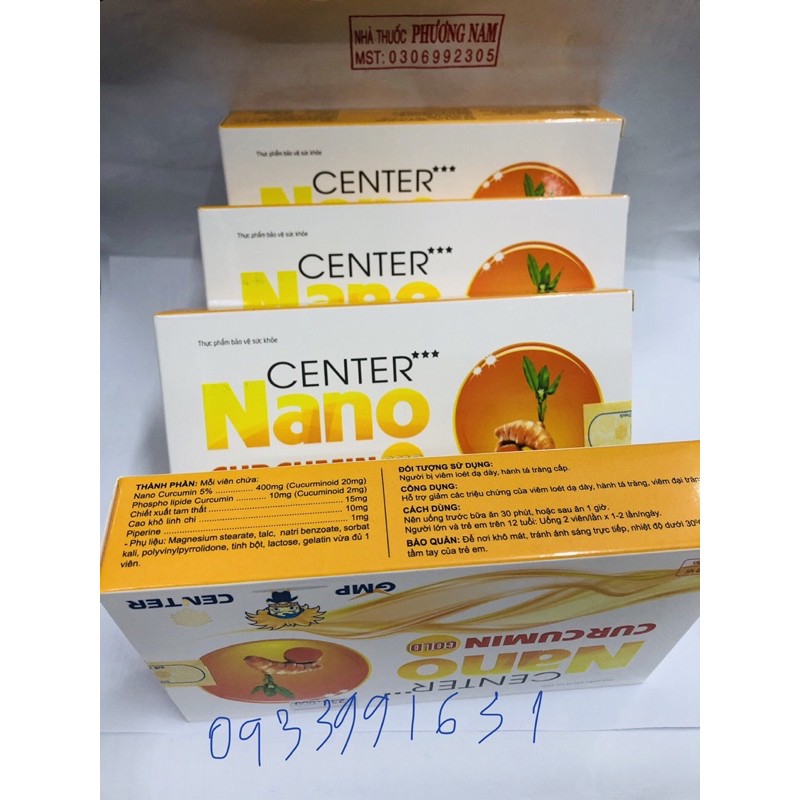 NHÀ THUỐC PHƯƠNG NAM
MST: 0306992305
Thực phẩm bảo vệ sức khỏe
CENTER***
Nano
Thực phẩm bảo vệ sức khỏe
CENTER***
Nano
Thực phẩm bảo vệ sức khỏe
CENTER***
Nano
CURCUMIN
THÀNH PHẦN: Mỗi viên chứa:
Nano Curcumin 5% ........ 400mg (Cucurminoid 20mg)
Phospho lipide Curcumin ........ 10mg (Cucuminoid 2mg)
Chiết xuất tam thất ........ 15mg
Cao khô linh chi ........ 10mg
Piperine ........ 1mg
- Phụ liệu: Magnesium stearate, talc, natri benzoate, sorbat
kali, polyvinylpyrrolidone, tinh bột, lactose, gelatin vừa đủ 1
viên.
ĐỐI TƯỢNG SỬ DỤNG:
Người bị viêm loét dạ dày, hành tá tràng cấp.
CÔNG DỤNG:
Hỗ trợ giảm các triệu chứng của viêm loét dạ dày, hành tá tràng, viêm đại tràng
CÁCH DÙNG:
Nên uống trước bữa ăn 30 phút, hoặc sau ăn 1 giờ.
Người lớn và trẻ em trên 12 tuổi: Uống 2 viên/lần x 1-2 lần/ngày.
BẢO QUẢN: Để nơi khô mát, tránh ánh sáng trực tiếp, nhiệt độ dưới 30º
tầm tay của trẻ em.
CENTER
GMP
CURCUMIN GOLD
Nano
CENTER***
0933991631